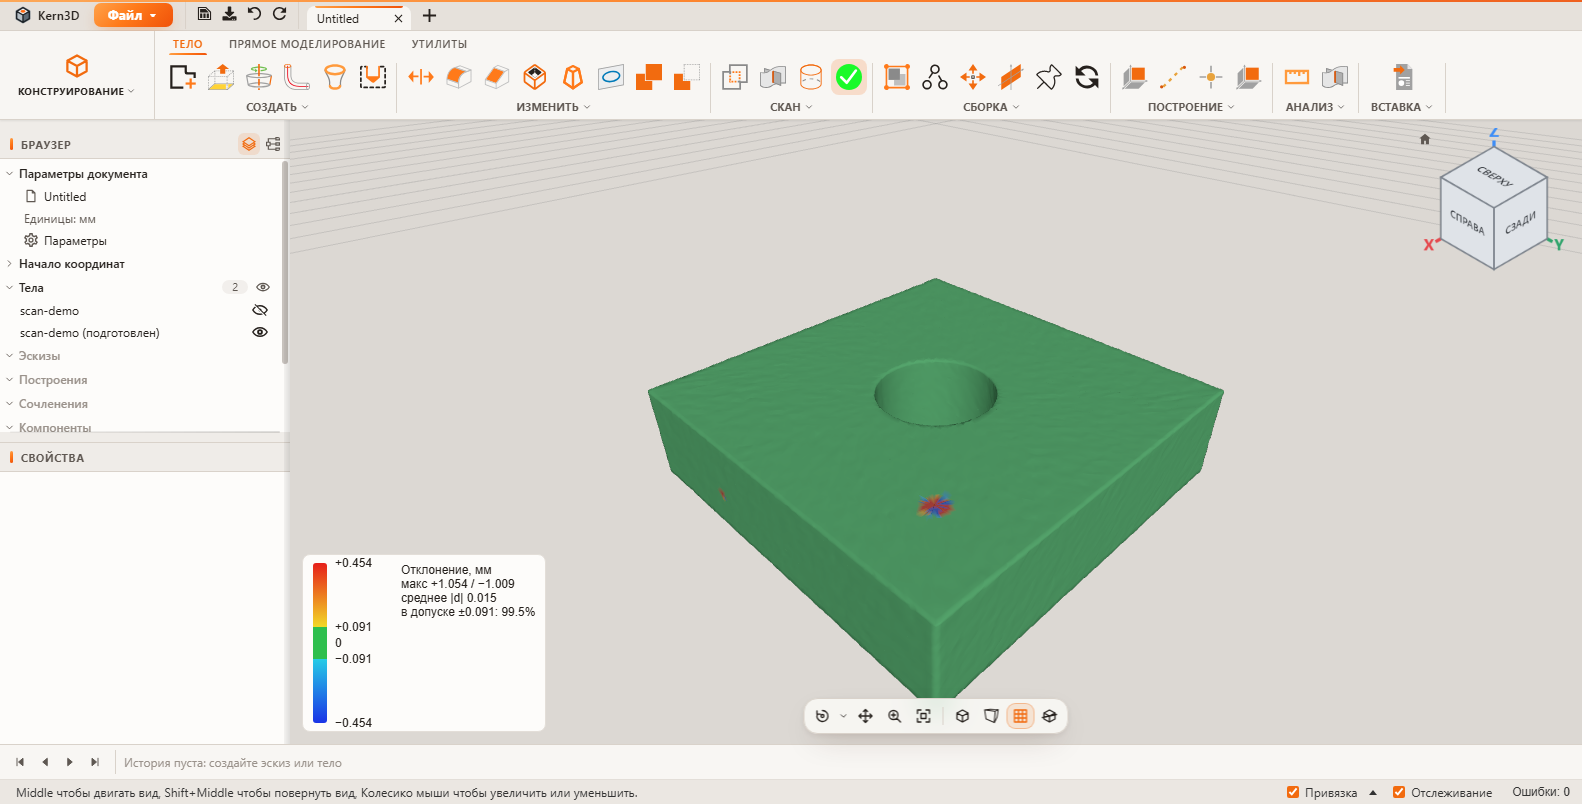 Kern3D
Файл
Untitled
КОНСТРУИРОВАНИЕ
ТЕЛО ПРЯМОЕ МОДЕЛИРОВАНИЕ УТИЛИТЫ
СОЗДАТЬ ИЗМЕНИТЬ СКАН СБОРКА ПОСТРОЕНИЕ АНАЛИЗ ВСТАВКА
БРАУЗЕР
Параметры документа
Untitled
Единицы: мм
Параметры
Начало координат
Тела 2
scan-demo
scan-demo (подготовлен)
Эскизы
Построения
Сочленения
Компоненты
СВОЙСТВА
Z
СВЕРХУ
СПРАВА
СЗАДИ
X
Y
+0.454
+0.091
0
−0.091
−0.454
Отклонение, мм
макс +1.054 / −1.009
среднее |d| 0.015
в допуске ±0.091: 99.5%
История пуста: создайте эскиз или тело
Middle чтобы двигать вид, Shift+Middle чтобы повернуть вид, Колесико мыши чтобы увеличить или уменьшить.
Привязка Отслеживание Ошибки: 0